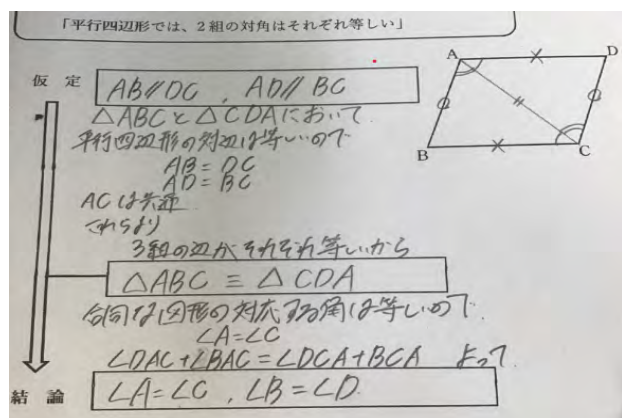 「平行四辺形では、2組の対角はそれぞれ等しい」
仮 定
AB∥DC , AD∥BC
△ABCと△CDAにおいて
平行四辺形の対辺は等しいので
AB=DC
AD=BC
ACは共通
これらより
3組の辺がそれぞれ等しいから
△ABC≡△CDA
合同な図形の対応する角は等しいので
∠A=∠C
∠DAC+∠BAC=∠DCA+BCA よって
結 論
∠A=∠C , ∠B=∠D
A
D
B
C